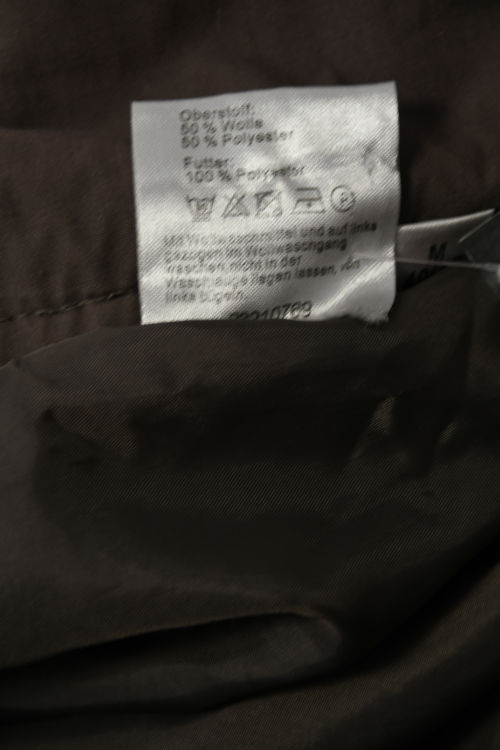 Oberstoff:
50 % Wolle
50 % Polyester
Futter:
100 % Polyester
P
Mit Wollwaschmittel und auf links
gezogen im Wollwaschgang
waschen, nicht in der
Waschlauge liegen lassen, von
links bügeln.
22210769
M